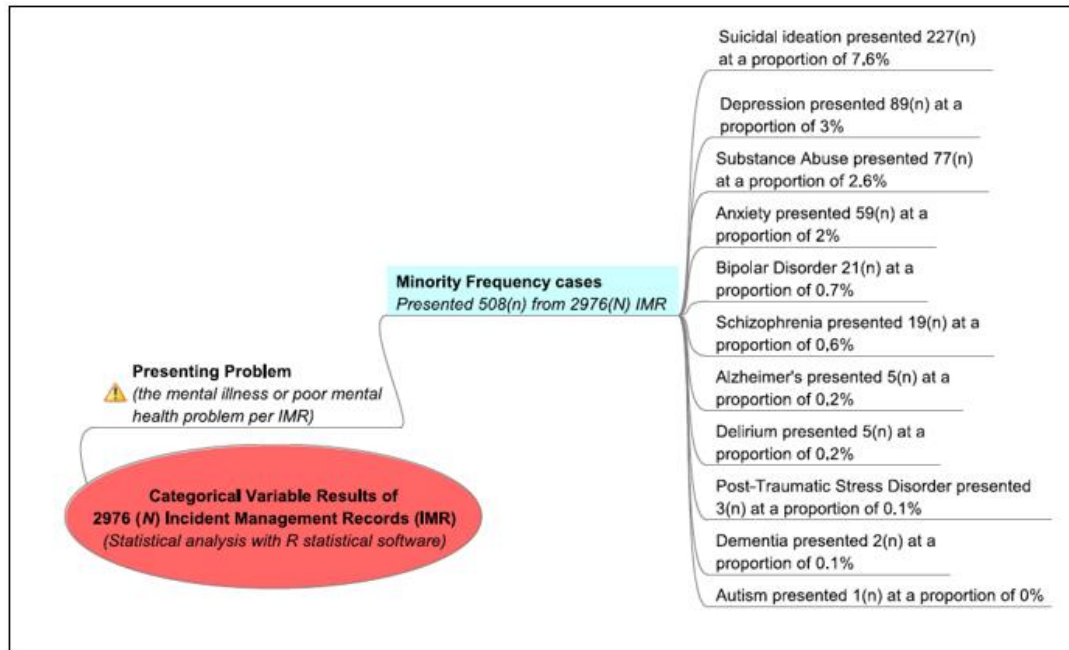 Suicidal ideation presented 227(n)
at a proportion of 7.6%
Depression presented 89(n) at a
proportion of 3%
Substance Abuse presented 77(n)
at a proportion of 2.6%
Anxiety presented 59(n) at a
proportion of 2%
Bipolar Disorder 21(n) at a
proportion of 0.7%
Minority Frequency cases
Presented 508(n) from 2976(N) IMR
Schizophrenia presented 19(n) at a
proportion of 0,6%
Presenting Problem
(the mental illness or poor mental
health problem per IMR)
Alzheimer's presented 5(n) at a
proportion of 0.2%
Delirium presented 5(n) at a
proportion of 0.2%
Categorical Variable Results of
2976 (N) Incident Management Records (IMR)
(Statistical analysis with R statistical software)
Post-Traumatic Stress Disorder presented
3(n) at a proportion of 0.1%
Dementia presented 2(n) at a
proportion of 0.1%
Autism presented 1(n) at a proportion of 0%